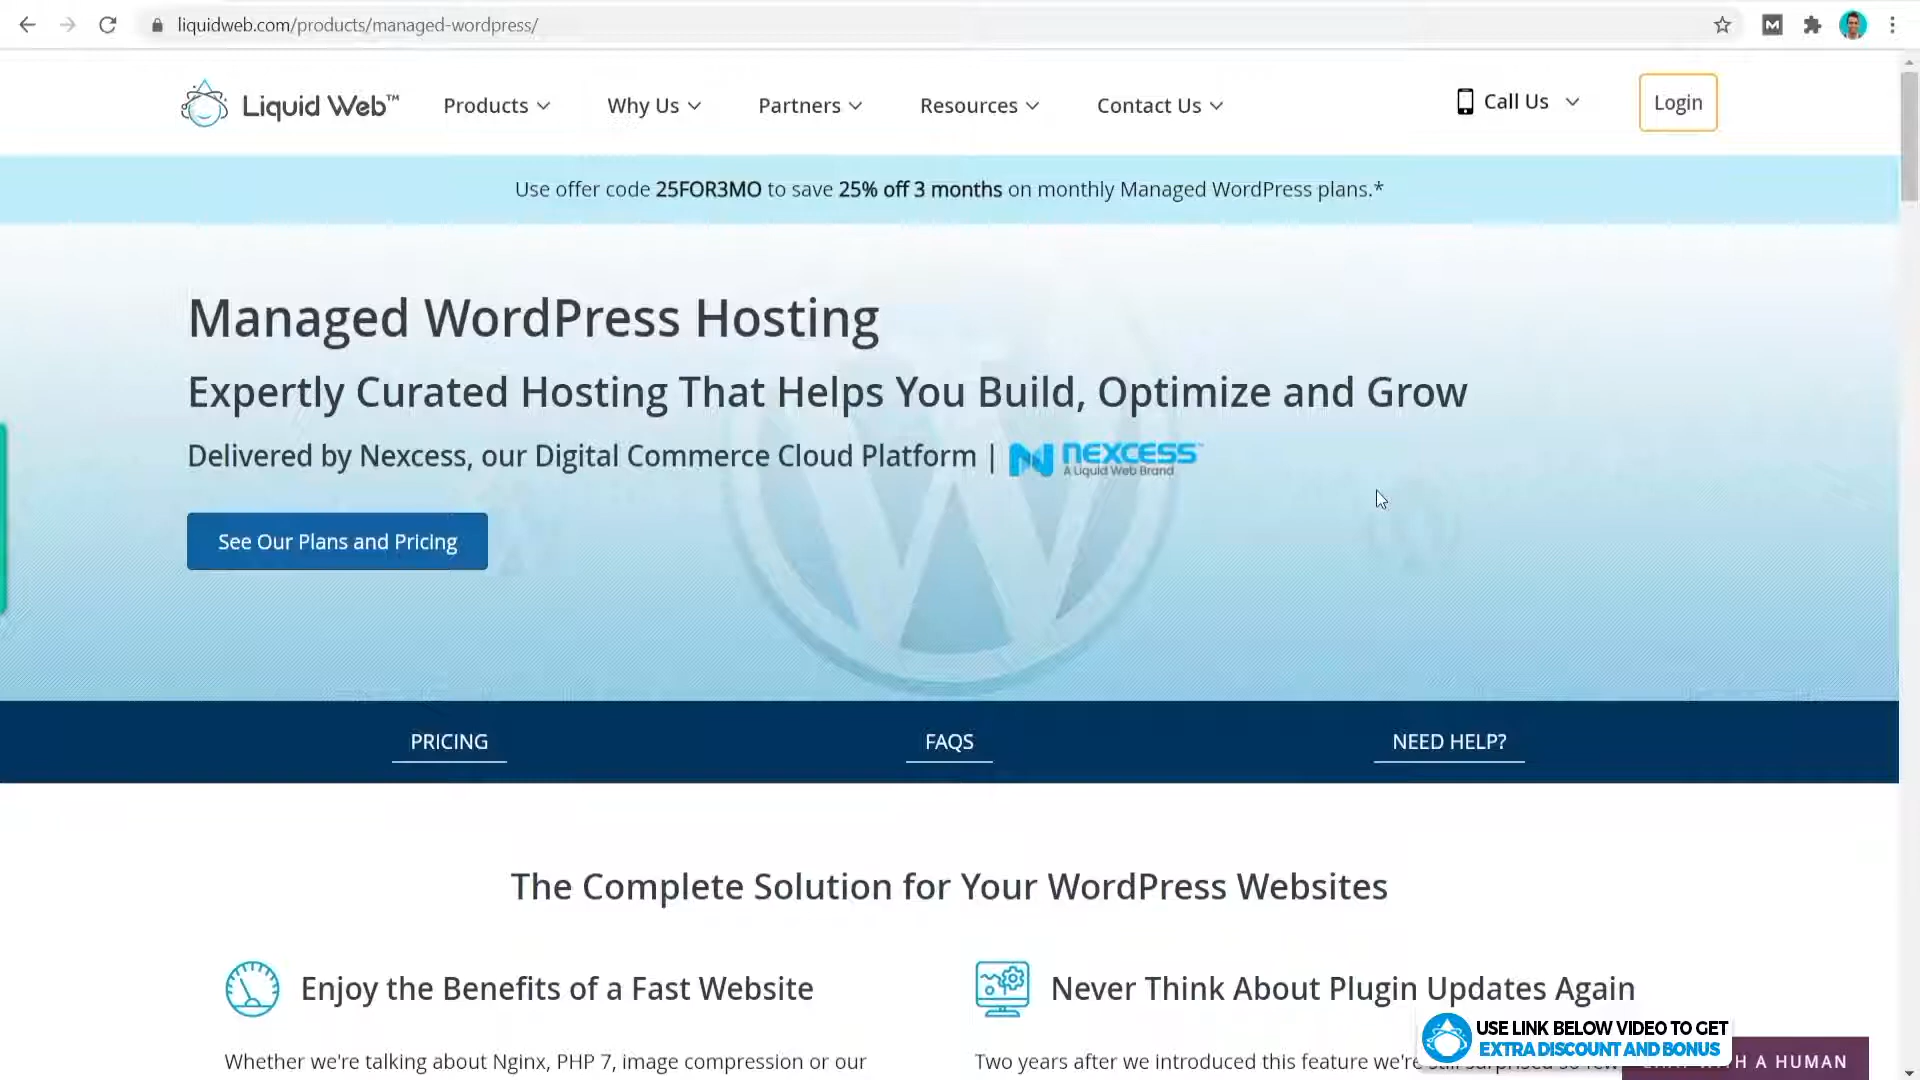 liquidweb.com/products/managed-wordpress/
Liquid Web™
Products
Why Us
Partners
Resources
Contact Us
Call Us
Login
Use offer code 25FOR3MO to save 25% off 3 months on monthly Managed WordPress plans.*
Managed WordPress Hosting
Expertly Curated Hosting That Helps You Build, Optimize and Grow
Delivered by Nexcess, our Digital Commerce Cloud Platform |
NEXCESS
A Liquid Web Brand
See Our Plans and Pricing
PRICING
FAQS
NEED HELP?
The Complete Solution for Your WordPress Websites
Enjoy the Benefits of a Fast Website
Never Think About Plugin Updates Again
Whether we're talking about Nginx, PHP 7, image compression or our
Two years after we introduced this feature we're
USE LINK BELOW VIDEO TO GET
EXTRA DISCOUNT AND BONUS
H A HUMAN